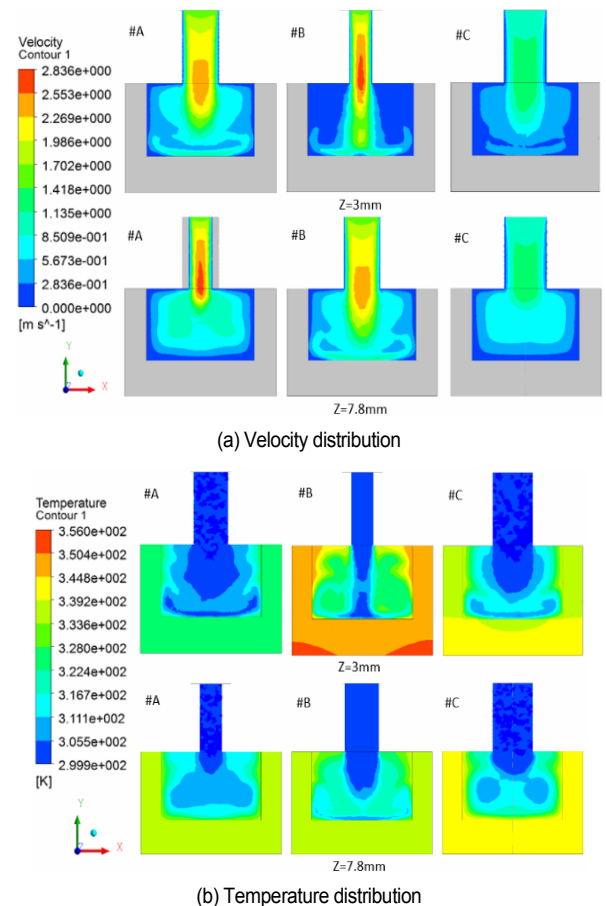 #A #B #C
Velocity
Contour 1
2.836e+000
2.553e+000
2.269e+000
1.986e+000
1.702e+000
1.418e+000
1.135e+000
8.509e-001
5.673e-001
2.836e-001
0.000e+000
[m s^-1]
Z=3mm
#A #B #C
Y
X
Z=7.8mm
(a) Velocity distribution
#A #B #C
Temperature
Contour 1
3.560e+002
3.504e+002
3.448e+002
3.392e+002
3.336e+002
3.280e+002
3.224e+002
3.167e+002
3.111e+002
3.055e+002
2.999e+002
[K]
Z=3mm
#A #B #C
Y
X
Z=7.8mm
(b) Temperature distribution